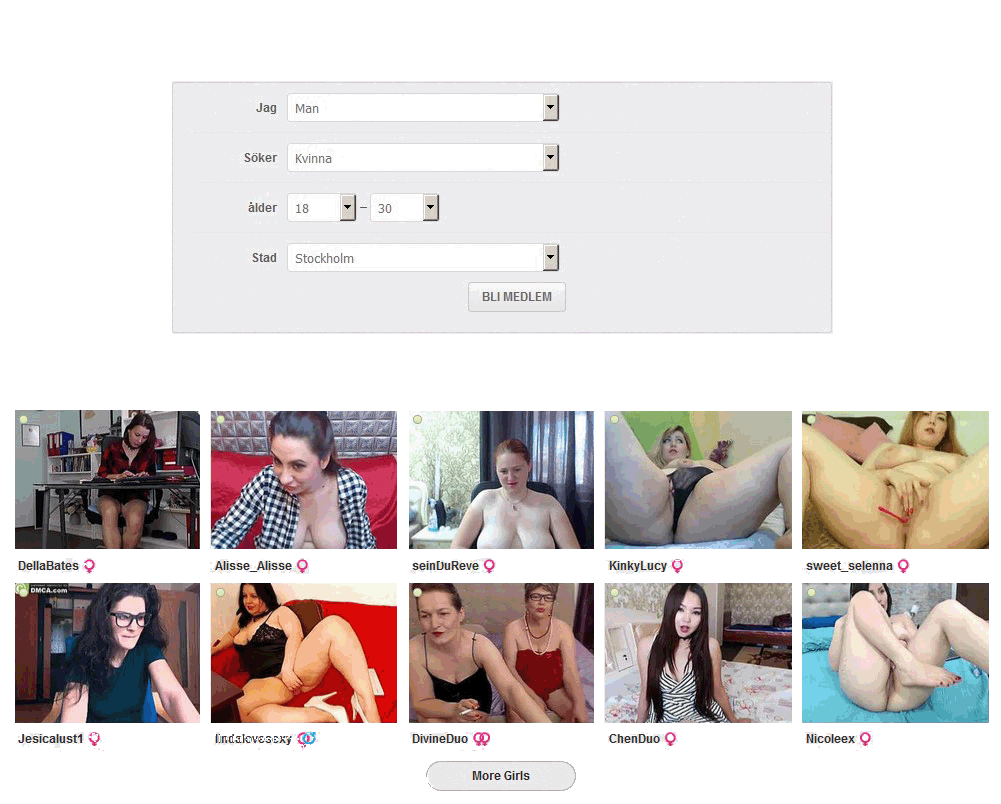 Jag Man
Söker Kvinna
ålder 18 – 30
Stad Stockholm
BLI MEDLEM
DellaBates Alisse_Alisse seinDuReve KinkyLucy sweet_selenna
DMCA.com
Jesicalust1 lindalovessxy DivineDuo ChenDuo Nicoleex
More Girls